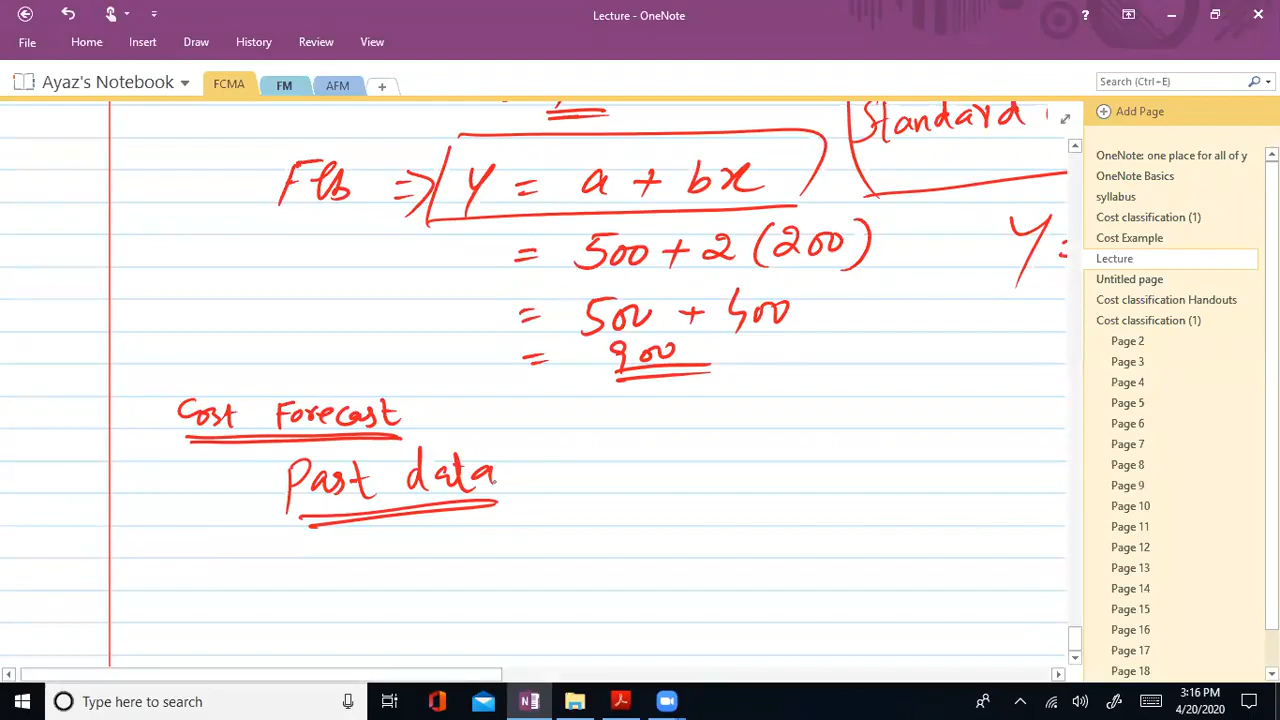 Lecture - OneNote
?
File Home Insert Draw History Review View
Ayaz's Notebook FCMA FM AFM +
Search (Ctrl+E)
Add Page
OneNote: one place for all of y
OneNote Basics
syllabus
Cost classification (1)
Cost Example
Lecture
Untitled page
Cost classification Handouts
Cost classification (1)
Page 2
Page 3
Page 4
Page 5
Page 6
Page 7
Page 8
Page 9
Page 10
Page 11
Page 12
Page 13
Page 14
Page 15
Page 16
Page 17
Page 18
Standard
Feb ⇒ y = a + bx
= 500 + 2 (200)
Y =
= 500 + 400
= 900
Cost Forecast
Past data
Type here to search
3:16 PM
4/20/2020